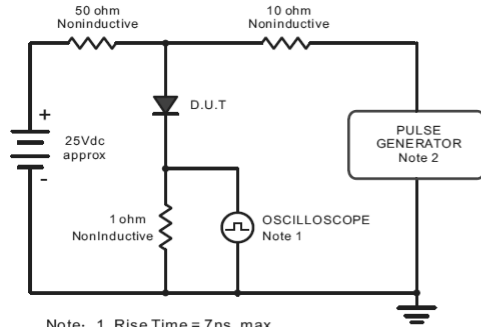 50 ohm
Noninductive
10 ohm
Noninductive
D.U.T
+
25Vdc
approx
-
PULSE
GENERATOR
Note 2
1 ohm
NonInductive
OSCILLOSCOPE
Note 1
Note: 1. Rise Time = 7ns, max